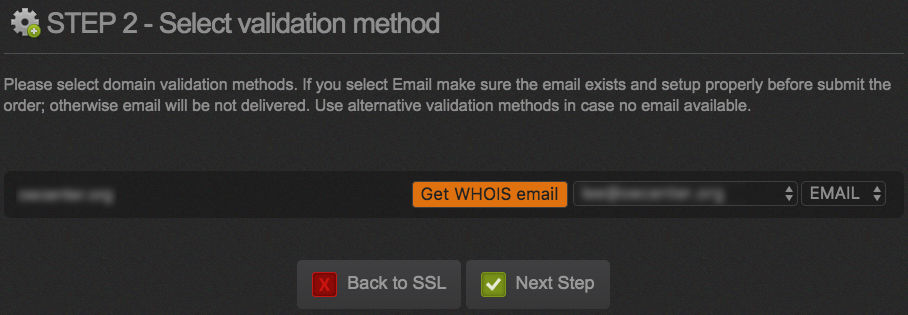 STEP 2 - Select validation method
Please select domain validation methods. If you select Email make sure the email exists and setup properly before submit the
order; otherwise email will be not delivered. Use alternative validation methods in case no email available.
Get WHOIS email EMAIL
X Back to SSL Next Step